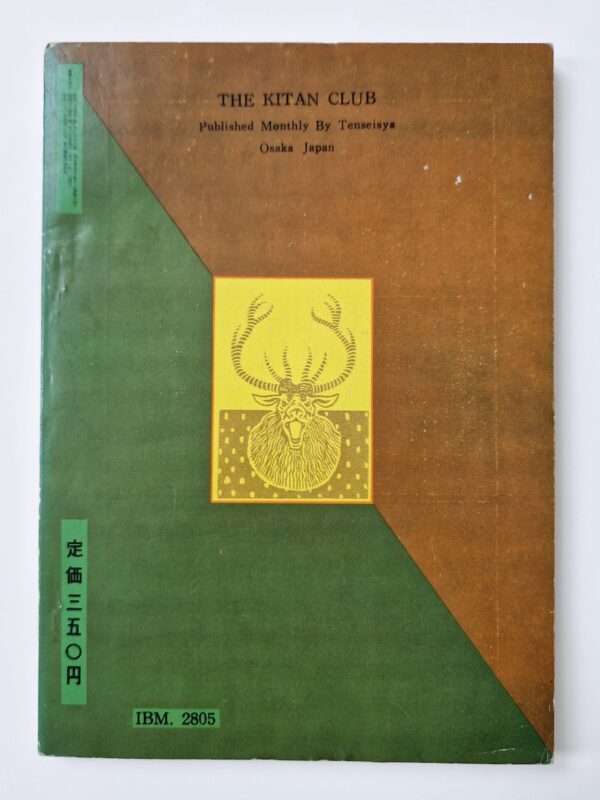 THE KITAN CLUB
Published Monthly By Tenseisya
Osaka Japan
定価三五〇円
IBM. 2805